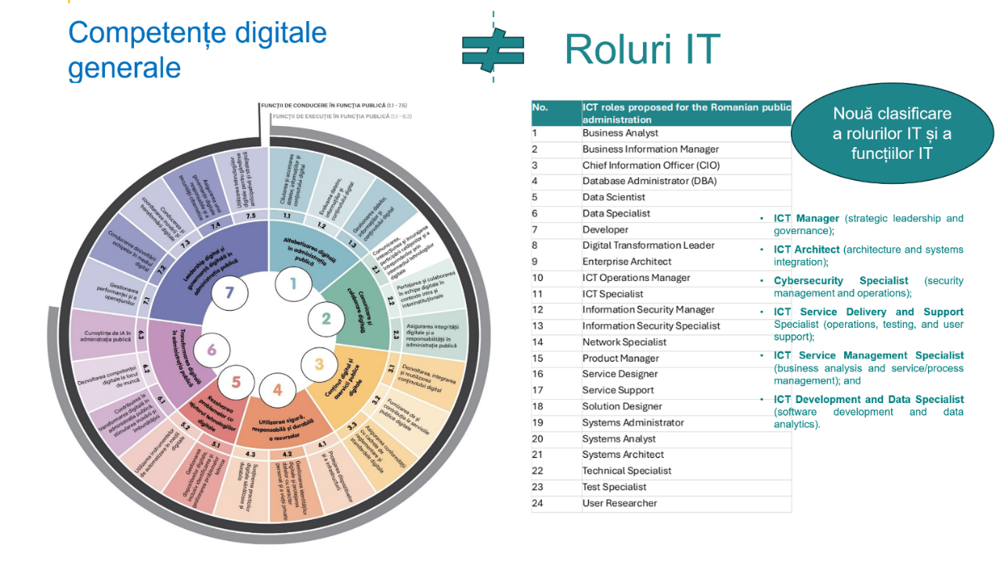 Competențe digitale
generale
≠
Roluri IT
FUNCȚII DE CONDUCERE ÎN FUNCȚIA PUBLICĂ (1.1 - 7.5)
FUNCȚII DE EXECUȚIE ÎN FUNCȚIA PUBLICĂ (1.1 - 6.3)
1
Alfabetizarea digitală
în administrația
publică
1.1
Căutarea și accesarea
datelor, informațiilor și
conținutului digital
1.2
Evaluarea datelor,
informațiilor și
conținutului digital
1.3
Gestionarea datelor,
informațiilor și
conținutului digital
2
Comunicare și
colaborare digitală
2.1
Comunicarea,
interacțiunea și încurajarea
participării cetățenilor și a
întreprinderilor prin
intermediul tehnologiilor
digitale
2.2
Partajarea și colaborarea
în echipe digitale în
contexte intra și
interinstituționale
2.3
Asigurarea integrității
digitale și a
responsabilității în
administrația publică
3
Conținut digital și
servicii publice
digitale
3.1
Dezvoltarea, integrarea
și reutilizarea
conținutului digital
3.2
Furnizarea de și
contribuția la serviciile
publice digitale
3.3
Asigurarea conformității
cu cadrele de
reglementare și
standardele digitale
4
Utilizarea sigură,
responsabilă și durabilă
a resurselor
4.1
Protejarea dispozitivelor
și a infrastructurii
4.2
Gestionarea identităților
digitale și protejarea
datelor cu caracter
personal și a vieții private
4.3
Susținerea practicilor
digitale sănătoase și
durabile
5
Rezolvarea
problemelor cu
ajutorul tehnologiilor
digitale
5.1
Gestionarea
dispozitivelor digitale,
inclusiv identificarea și
gestionarea problemelor
tehnice
5.2
Utilizarea instrumentelor
de automatizare în medii
digitale
6
Transformarea digitală
în administrația publică
6.1
Contribuția la
transformarea digitală în
administrația publică,
stimularea inovării și
îmbunătățirii
6.2
Dezvoltarea competenței
digitale la locul
de muncă
6.3
Cunoștințe de IA în
administrația publică
7
Leadership digital și
guvernanță digitală în
administrația publică
7.1
Gestionarea
performanței și a
operațiunilor
7.2
Conducerea dezvoltării
echipelor în mediul
digital
7.3
Conducerea și
coordonarea inovării și
transformării digitale
7.4
Asigurarea unei
guvernanțe digitale
responsabile și a
securității cibernetice
7.5
Utilizarea tehnologiilor
digitale pentru gândirea
anticipativă și strategică
No. ICT roles proposed for the Romanian public
administration
1 Business Analyst
2 Business Information Manager
3 Chief Information Officer (CIO)
4 Database Administrator (DBA)
5 Data Scientist
6 Data Specialist
7 Developer
8 Digital Transformation Leader
9 Enterprise Architect
10 ICT Operations Manager
11 ICT Specialist
12 Information Security Manager
13 Information Security Specialist
14 Network Specialist
15 Product Manager
16 Service Designer
17 Service Support
18 Solution Designer
19 Systems Administrator
20 Systems Analyst
21 Systems Architect
22 Technical Specialist
23 Test Specialist
24 User Researcher
Nouă clasificare
a rolurilor IT și a
funcțiilor IT
• ICT Manager (strategic leadership and
governance);
• ICT Architect (architecture and systems
integration);
• Cybersecurity Specialist (security
management and operations);
• ICT Service Delivery and Support
Specialist (operations, testing, and user
support);
• ICT Service Management Specialist
(business analysis and service/process
management); and
• ICT Development and Data Specialist
(software development and data
analytics).